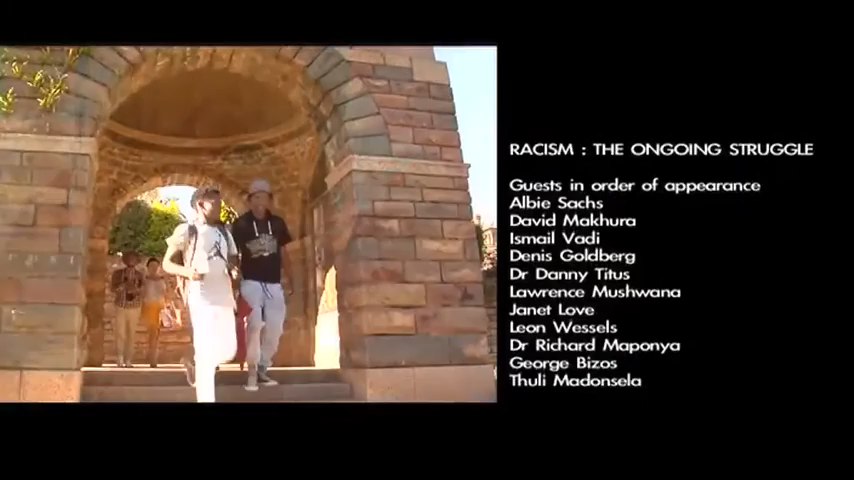 RACISM : THE ONGOING STRUGGLE
Guests in order of appearance
Albie Sachs
David Makhura
Ismail Vadi
Denis Goldberg
Dr Danny Titus
Lawrence Mushwana
Janet Love
Leon Wessels
Dr Richard Maponya
George Bizos
Thuli Madonsela